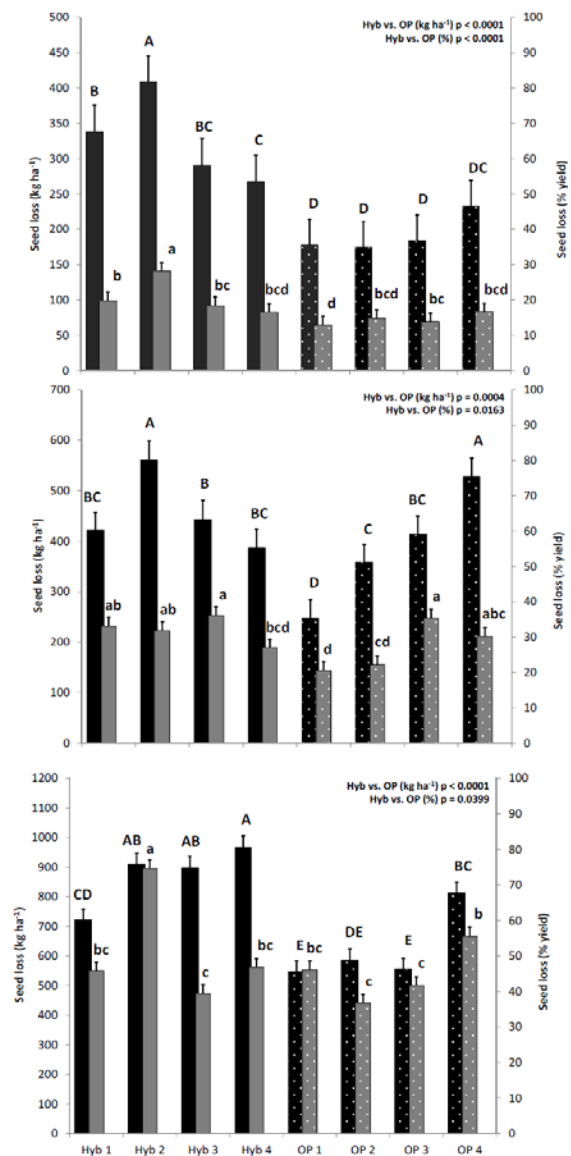 Hyb vs. OP (kg ha⁻¹) p < 0.0001
Hyb vs. OP (%) p < 0.0001
Seed loss (kg ha⁻¹)
500
450
400
350
300
250
200
150
100
50
0
B
A
BC
C
D
D
D
DC
b
a
bc
bcd
d
bcd
bc
bcd
100
90
80
70
60
50
40
30
20
10
0
Seed loss (% yield)
Hyb vs. OP (kg ha⁻¹) p = 0.0004
Hyb vs. OP (%) p = 0.0163
Seed loss (kg ha⁻¹)
700
600
500
400
300
200
100
0
BC
A
B
BC
D
C
BC
A
ab
ab
a
bcd
d
cd
a
abc
100
90
80
70
60
50
40
30
20
10
0
Seed loss (% yield)
Hyb vs. OP (kg ha⁻¹) p < 0.0001
Hyb vs. OP (%) p = 0.0399
Seed loss (kg ha⁻¹)
1200
1100
1000
900
800
700
600
500
400
300
200
100
0
CD
AB
AB
A
E
DE
E
BC
bc
a
c
bc
bc
c
c
b
100
90
80
70
60
50
40
30
20
10
0
Seed loss (% yield)
Hyb 1 Hyb 2 Hyb 3 Hyb 4 OP 1 OP 2 OP 3 OP 4